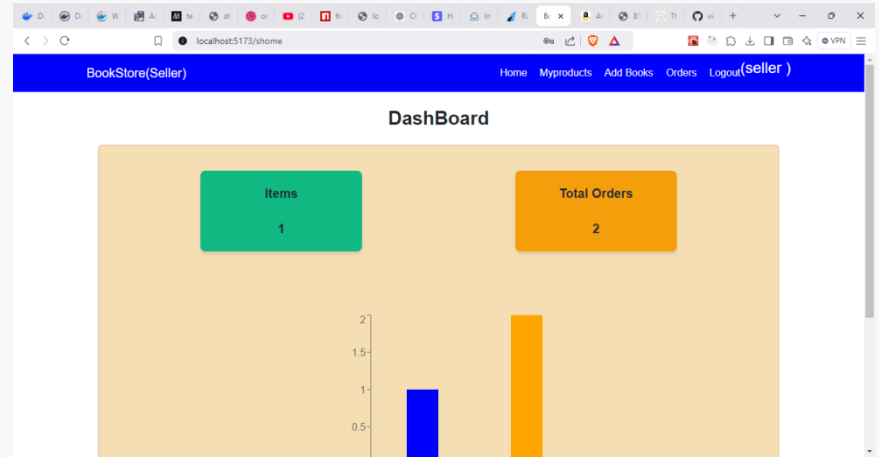 localhost:5173/shome
VPN
BookStore(Seller)
Home Myproducts Add Books Orders Logout(seller )
DashBoard
Items
1
Total Orders
2
2
1.5
1
0.5